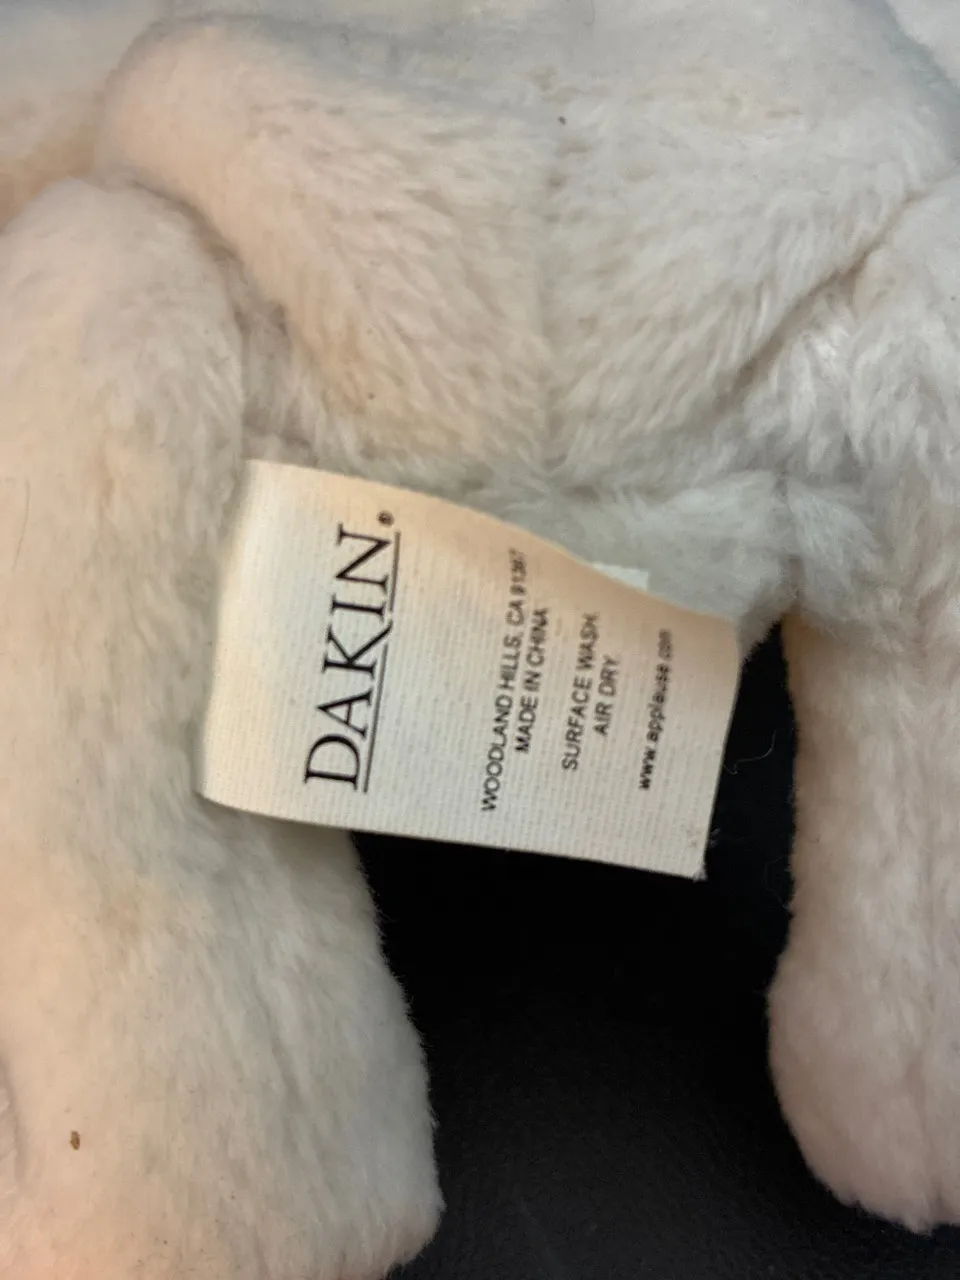 DAKIN.®
WOODLAND HILLS, CA 91367
MADE IN CHINA
SURFACE WASH.
AIR DRY.
www.applause.com